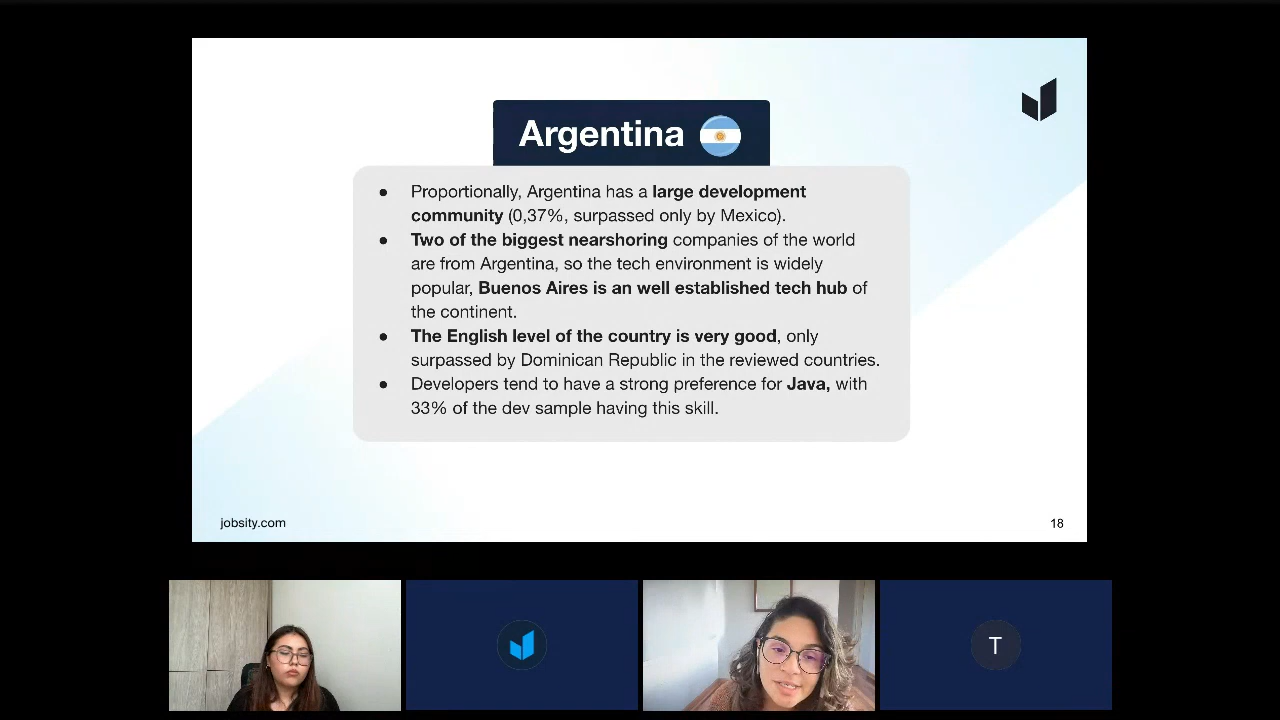 Argentina
● Proportionally, Argentina has a large development
community (0,37%, surpassed only by Mexico).
● Two of the biggest nearshoring companies of the world
are from Argentina, so the tech environment is widely
popular, Buenos Aires is an well established tech hub of
the continent.
● The English level of the country is very good, only
surpassed by Dominican Republic in the reviewed countries.
● Developers tend to have a strong preference for Java, with
33% of the dev sample having this skill.
jobsity.com
18
T